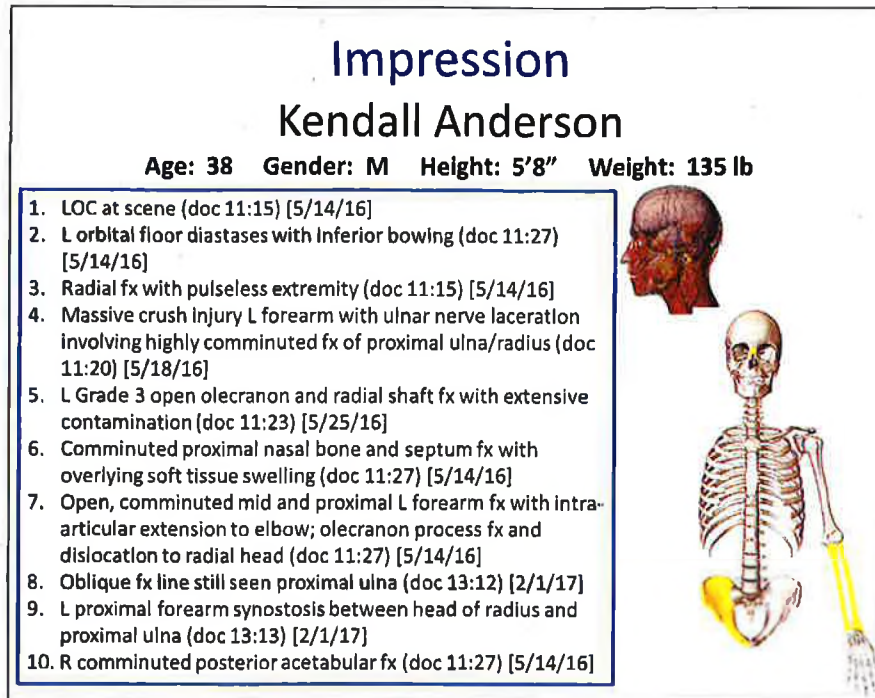 Impression
Kendall Anderson
Age: 38 Gender: M Height: 5'8" Weight: 135 lb
1. LOC at scene (doc 11:15) [5/14/16]
2. L orbital floor diastases with inferior bowing (doc 11:27)
[5/14/16]
3. Radial fx with pulseless extremity (doc 11:15) [5/14/16]
4. Massive crush injury L forearm with ulnar nerve laceration
involving highly comminuted fx of proximal ulna/radius (doc
11:20) [5/18/16]
5. L Grade 3 open olecranon and radial shaft fx with extensive
contamination (doc 11:23) [5/25/16]
6. Comminuted proximal nasal bone and septum fx with
overlying soft tissue swelling (doc 11:27) [5/14/16]
7. Open, comminuted mid and proximal L forearm fx with intra-
articular extension to elbow; olecranon process fx and
dislocation to radial head (doc 11:27) [5/14/16]
8. Oblique fx line still seen proximal ulna (doc 13:12) [2/1/17]
9. L proximal forearm synostosis between head of radius and
proximal ulna (doc 13:13) [2/1/17]
10. R comminuted posterior acetabular fx (doc 11:27) [5/14/16]